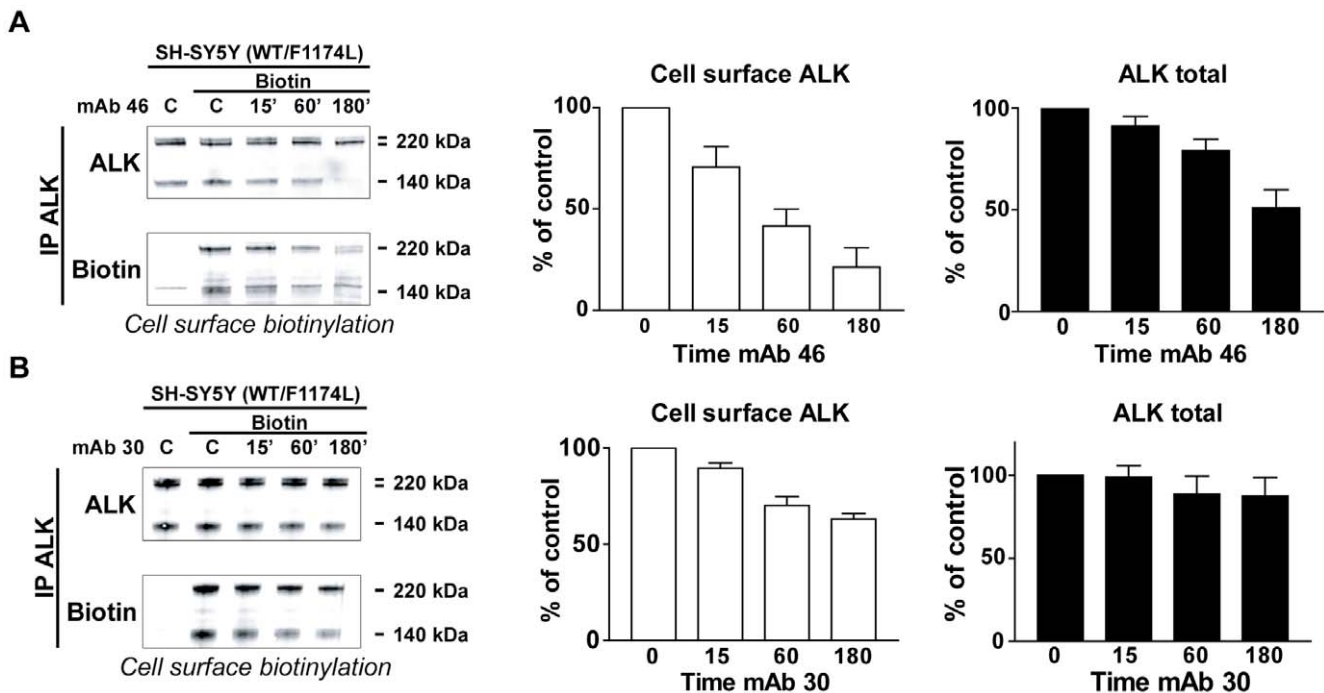 A
SH-SY5Y (WT/F1174L)
Biotin
mAb 46 C C 15' 60' 180'
IP ALK
ALK
= 220 kDa
- 140 kDa
Biotin
- 220 kDa
- 140 kDa
Cell surface biotinylation
Cell surface ALK
% of control
100
50
0
0 15 60 180
Time mAb 46
ALK total
% of control
100
50
0
0 15 60 180
Time mAb 46
B
SH-SY5Y (WT/F1174L)
Biotin
mAb 30 C C 15' 60' 180'
IP ALK
ALK
= 220 kDa
- 140 kDa
Biotin
- 220 kDa
- 140 kDa
Cell surface biotinylation
Cell surface ALK
% of control
100
50
0
0 15 60 180
Time mAb 30
ALK total
% of control
100
50
0
0 15 60 180
Time mAb 30